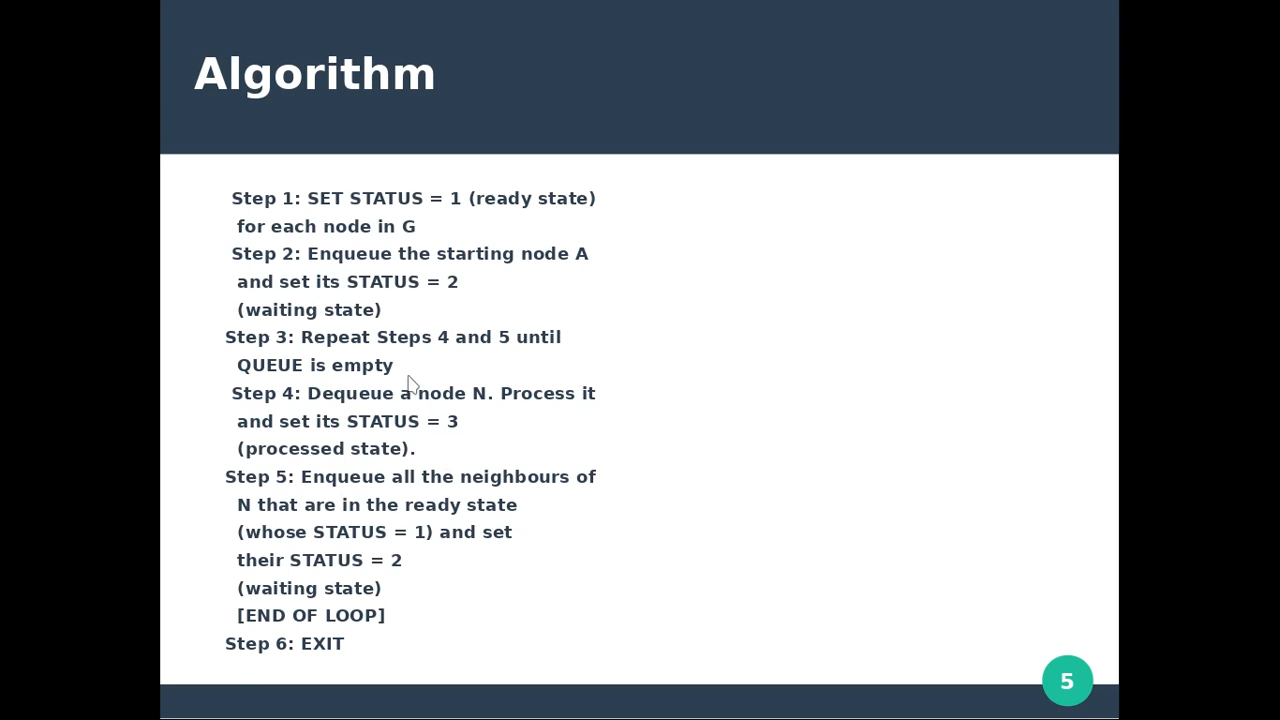 Algorithm
Step 1: SET STATUS = 1 (ready state)
for each node in G
Step 2: Enqueue the starting node A
and set its STATUS = 2
(waiting state)
Step 3: Repeat Steps 4 and 5 until
QUEUE is empty
Step 4: Dequeue a node N. Process it
and set its STATUS = 3
(processed state).
Step 5: Enqueue all the neighbours of
N that are in the ready state
(whose STATUS = 1) and set
their STATUS = 2
(waiting state)
[END OF LOOP]
Step 6: EXIT
5